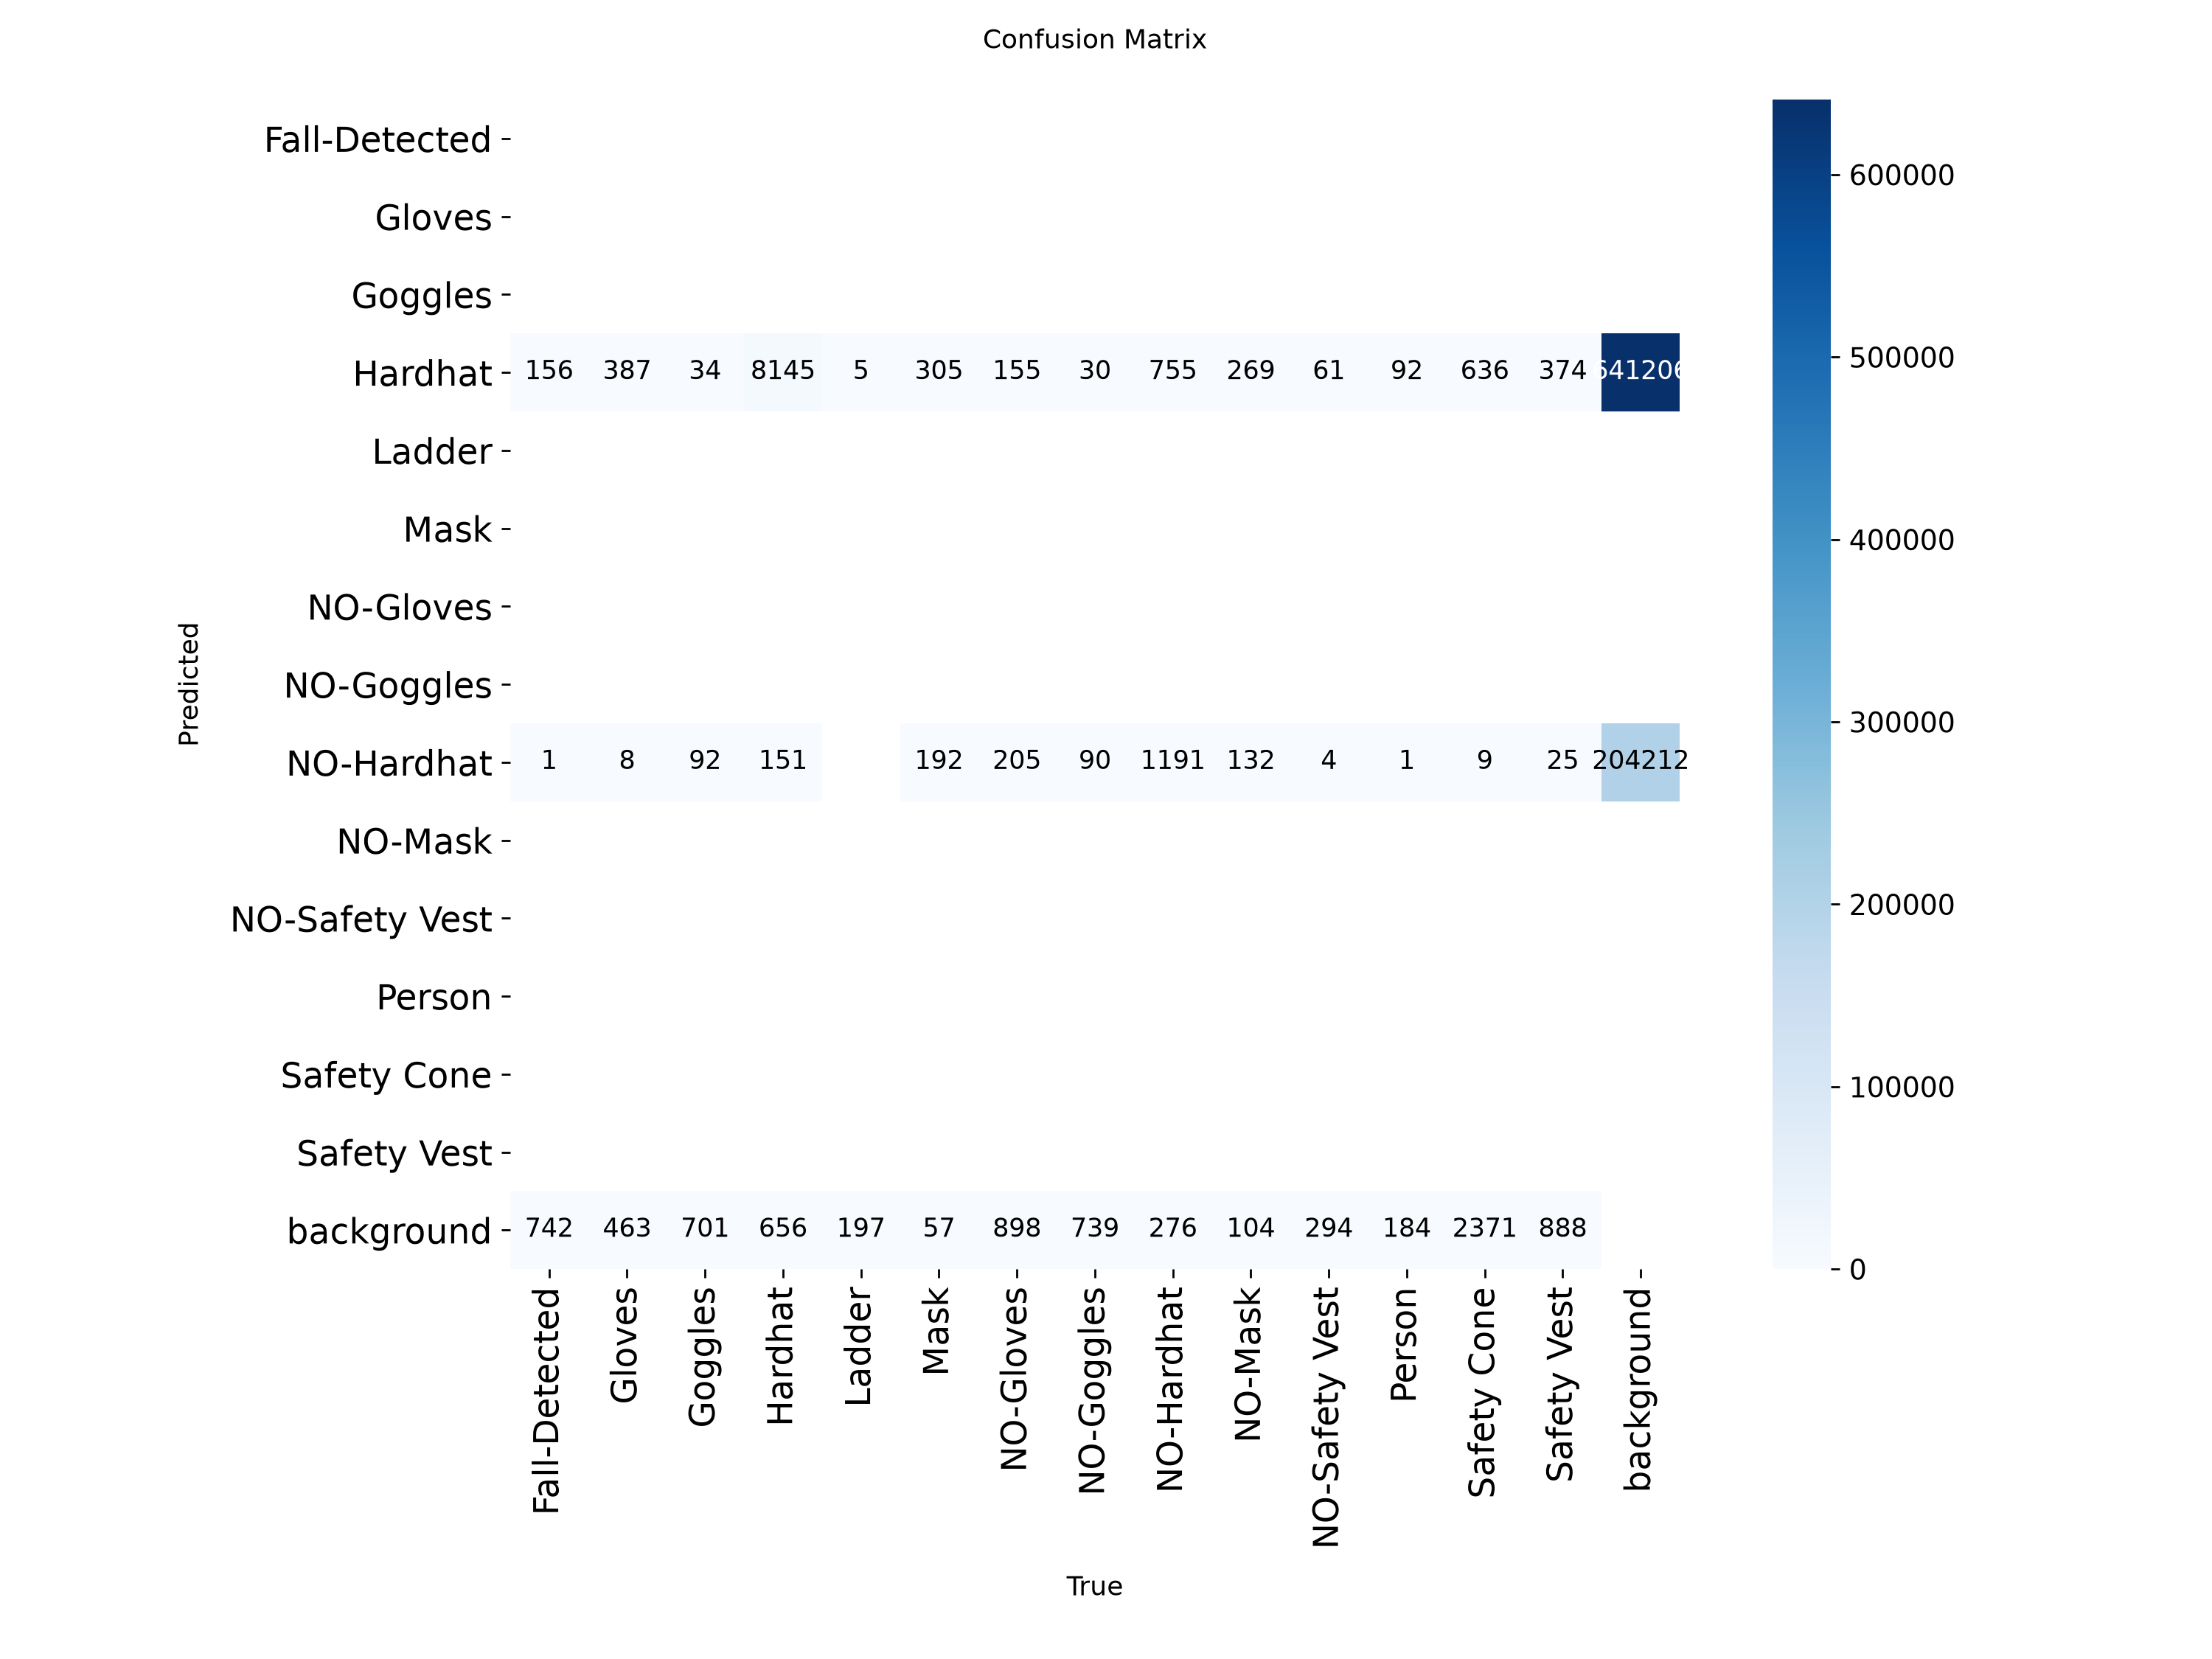 Confusion Matrix
Fall-Detected
Gloves
Goggles
Hardhat 156 387 34 8145 5 305 155 30 755 269 61 92 636 374 641206
Ladder
Mask
NO-Gloves
NO-Goggles
NO-Hardhat 1 8 92 151 192 205 90 1191 132 4 1 9 25 204212
NO-Mask
NO-Safety Vest
Person
Safety Cone
Safety Vest
background 742 463 701 656 197 57 898 739 276 104 294 184 2371 888
Predicted
Fall-Detected
Gloves
Goggles
Hardhat
Ladder
Mask
NO-Gloves
NO-Goggles
NO-Hardhat
NO-Mask
NO-Safety Vest
Person
Safety Cone
Safety Vest
background
True
600000
500000
400000
300000
200000
100000
0